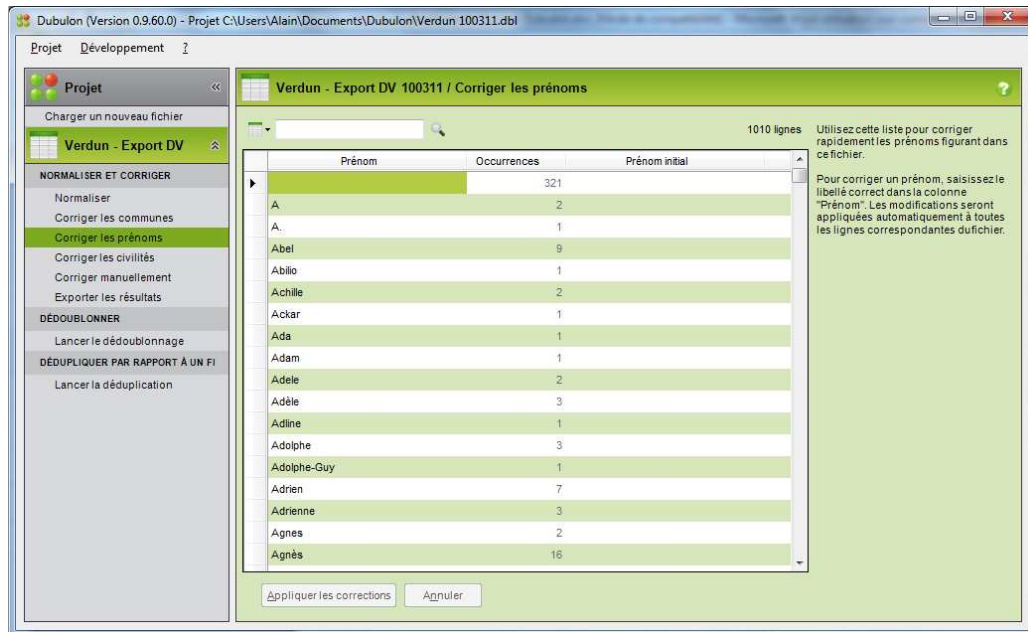 Dubulon (Version 0.9.60.0) - Projet C:\Users\Alain\Documents\Dubulon\Verdun 100311.dbl
Projet Développement ?
Projet
Charger un nouveau fichier
Verdun - Export DV
NORMALISER ET CORRIGER
Normaliser
Corriger les communes
Corriger les prénoms
Corriger les civilités
Corriger manuellement
Exporter les résultats
DÉDOUBLONNER
Lancer le dédoublonnage
DÉDUPLIQUER PAR RAPPORT À UN FI
Lancer la déduplication
Verdun - Export DV 100311 / Corriger les prénoms
?
1010 lignes
Prénom Occurrences Prénom initial
321
A 2
A. 1
Abel 9
Abilio 1
Achille 2
Ackar 1
Ada 1
Adam 1
Adele 2
Adèle 3
Adline 1
Adolphe 3
Adolphe-Guy 1
Adrien 7
Adrienne 3
Agnes 2
Agnès 16
Appliquer les corrections Annuler
Utilisez cette liste pour corriger
rapidement les prénoms figurant dans
ce fichier.
Pour corriger un prénom, saisissez le
libellé correct dans la colonne
"Prénom". Les modifications seront
appliquées automatiquement à toutes
les lignes correspondantes du fichier.